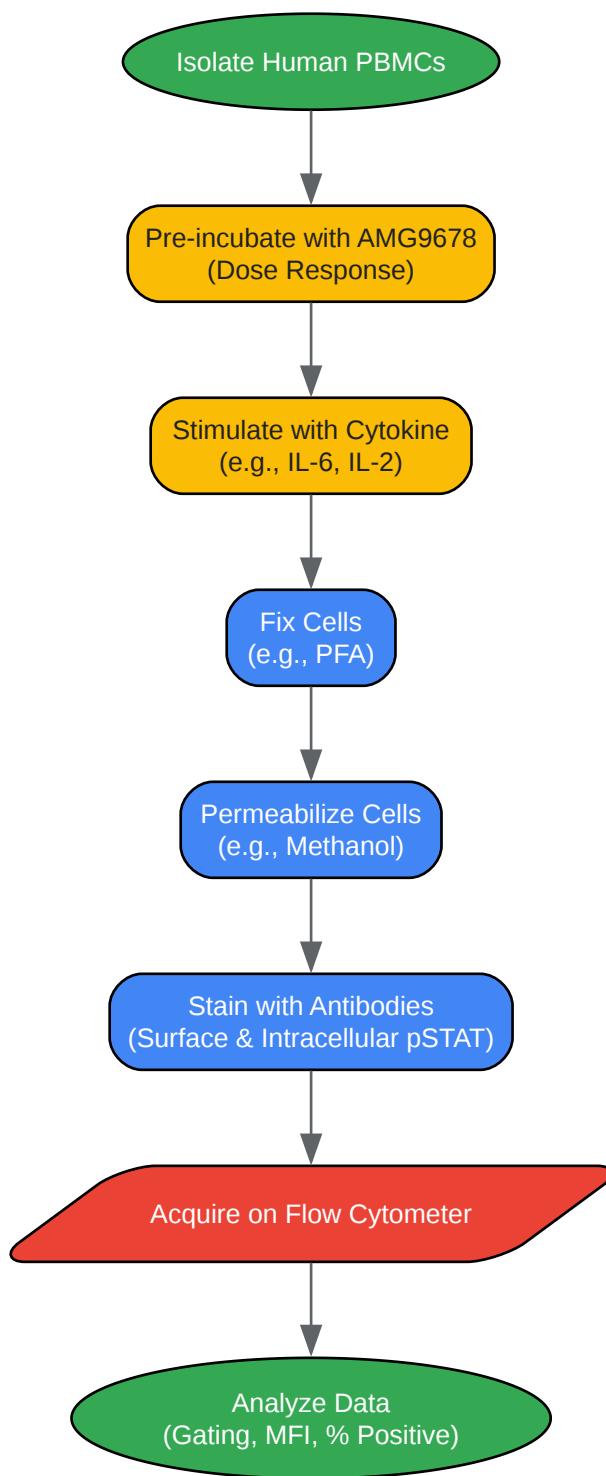 Isolate Human PBMCs
Pre-incubate with AMG9678
(Dose Response)
Stimulate with Cytokine
(e.g., IL-6, IL-2)
Fix Cells
(e.g., PFA)
Permeabilize Cells
(e.g., Methanol)
Stain with Antibodies
(Surface & Intracellular pSTAT)
Acquire on Flow Cytometer
Analyze Data
(Gating, MFI, % Positive)